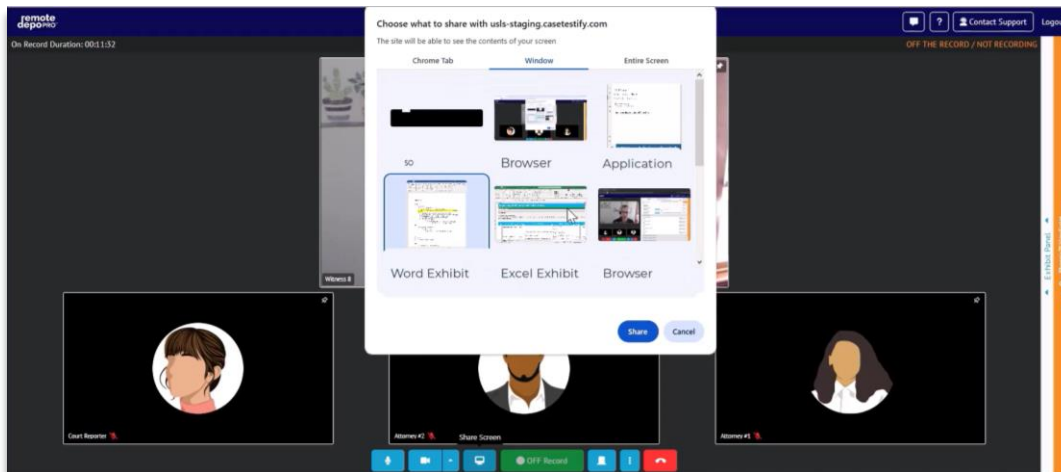 remote
depo PRO
Choose what to share with usls-staging.casetestify.com
The site will be able to see the contents of your screen
Chrome Tab Window Entire Screen
? Contact Support Logou
On Record Duration: 00:11:32
OFF THE RECORD / NOT RECORDING
SO Browser Application
Word Exhibit Excel Exhibit Browser
Share Cancel
Exhibit Panel
Witness 8
Court Reporter
Attorney #2
Attorney #1
Share Screen
OFF Record